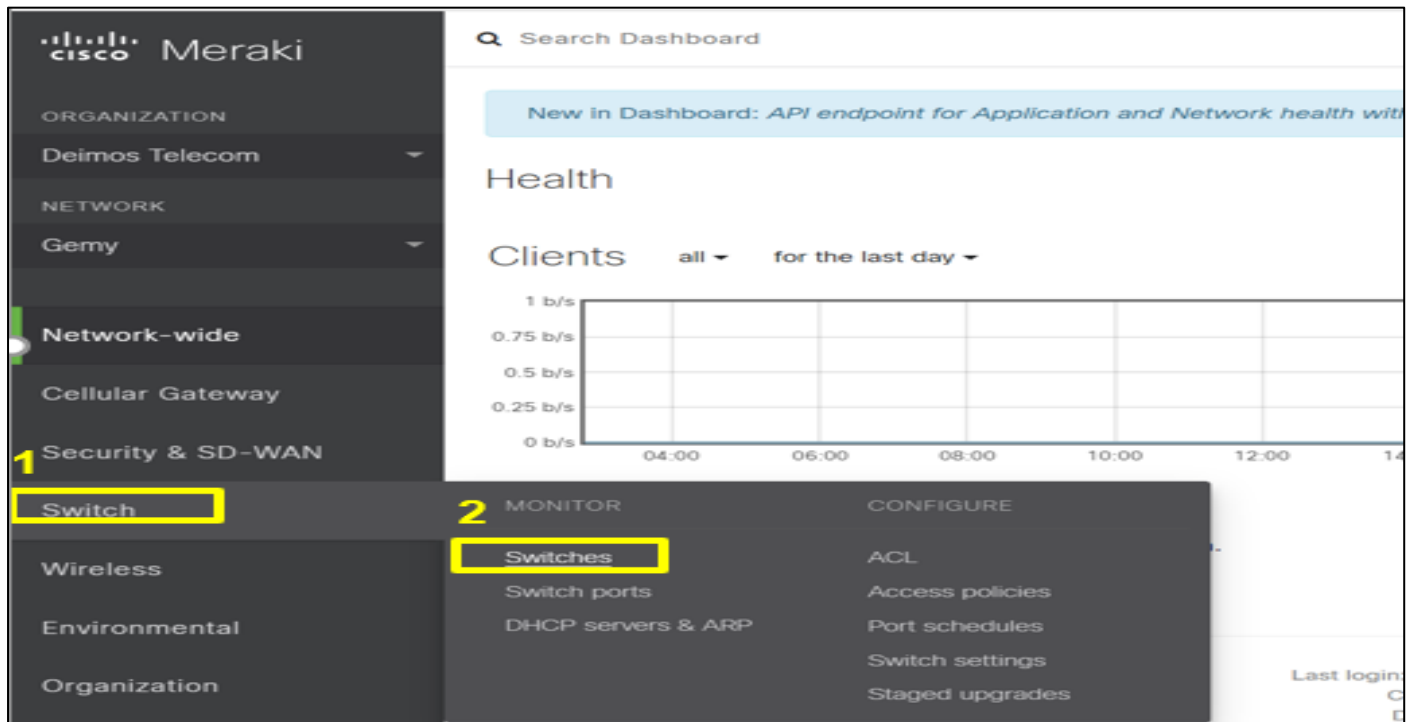 cisco Meraki
ORGANIZATION
Deimos Telecom
NETWORK
Gemy
Network-wide
Cellular Gateway
1 Security & SD-WAN
Switch
Wireless
Environmental
Organization
Search Dashboard
New in Dashboard: API endpoint for Application and Network health with
Health
Clients all for the last day
1 b/s
0.75 b/s
0.5 b/s
0.25 b/s
0 b/s
04:00 06:00 08:00 10:00 12:00 14
2 MONITOR
Switches
Switch ports
DHCP servers & ARP
CONFIGURE
ACL
Access policies
Port schedules
Switch settings
Staged upgrades
Last login:
C